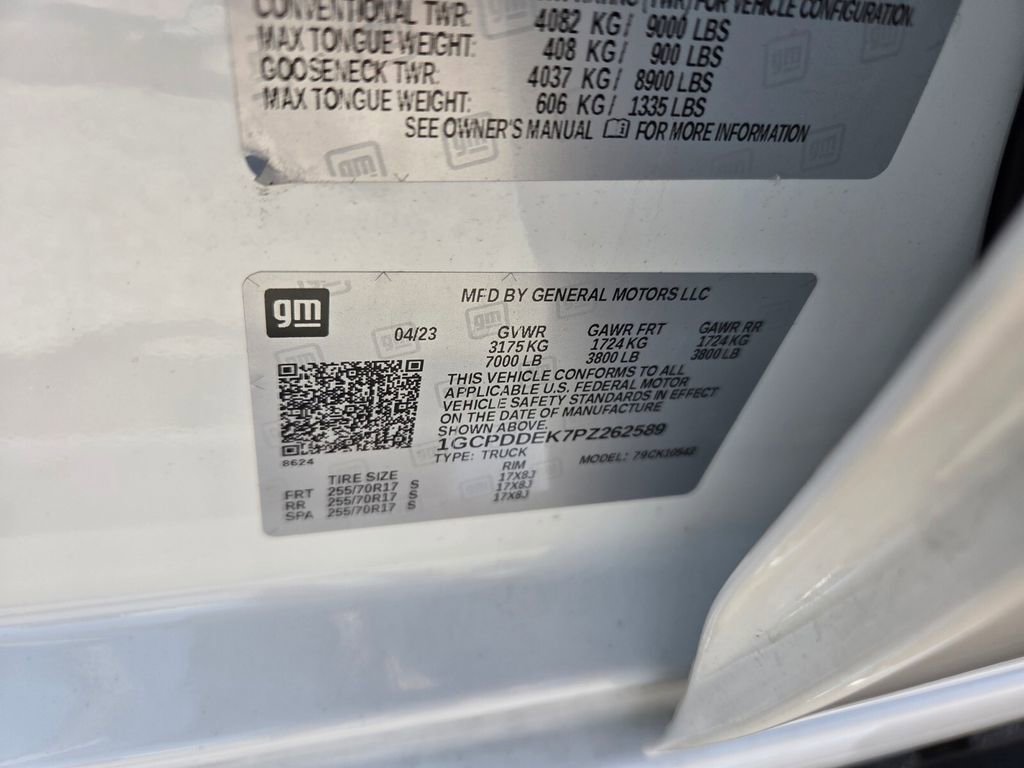 (TWR) FOR VEHICLE CONFIGURATION.
CONVENTIONAL TWR: 4082 KG/ 9000 LBS
MAX TONGUE WEIGHT: 408 KG/ 900 LBS
GOOSENECK TWR: 4037 KG/ 8900 LBS
MAX TONGUE WEIGHT: 606 KG/ 1335 LBS
SEE OWNER'S MANUAL FOR MORE INFORMATION
gm
MFD BY GENERAL MOTORS LLC
04/23 GVWR GAWR FRT GAWR RR
3175 KG 1724 KG 1724 KG
7000 LB 3800 LB 3800 LB
THIS VEHICLE CONFORMS TO ALL
APPLICABLE U.S. FEDERAL MOTOR
VEHICLE SAFETY STANDARDS IN EFFECT
ON THE DATE OF MANUFACTURE
SHOWN ABOVE.
1GCPDDEK7PZ262589
8624
TYPE: TRUCK MODEL:
TIRE SIZE RIM
FRT 255/70R17 S 17X8J
RR 255/70R17 S 17X8J
SPA 255/70R17 S 17X8J